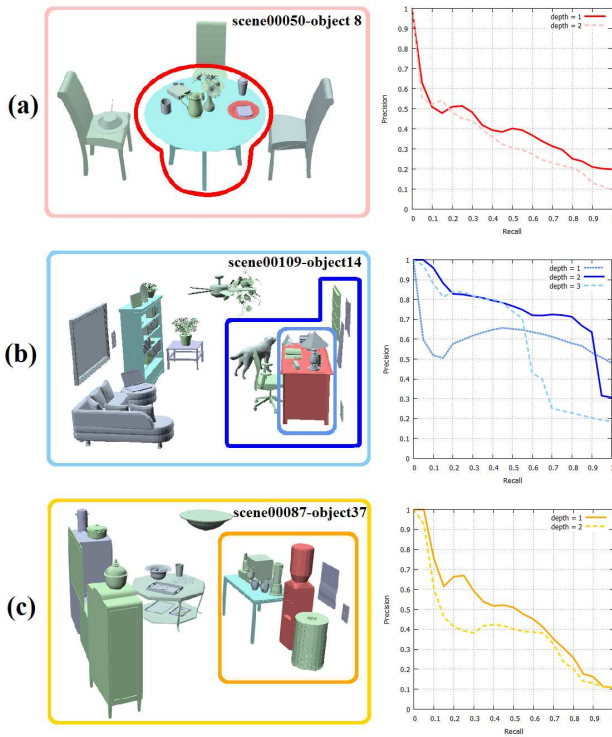 (a)
scene00050-object 8
Precision
1
0.9
0.8
0.7
0.6
0.5
0.4
0.3
0.2
0.1
0
depth = 1
depth = 2
0 0.1 0.2 0.3 0.4 0.5 0.6 0.7 0.8 0.9 1
Recall
(b)
scene00109-object14
Precision
1
0.9
0.8
0.7
0.6
0.5
0.4
0.3
0.2
0.1
0
depth = 1
depth = 2
depth = 3
0 0.1 0.2 0.3 0.4 0.5 0.6 0.7 0.8 0.9
Recall
(c)
scene00087-object37
Precision
1
0.9
0.8
0.7
0.6
0.5
0.4
0.3
0.2
0.1
0
depth = 1
depth = 2
0 0.1 0.2 0.3 0.4 0.5 0.6 0.7 0.8 0.9 1
Recall